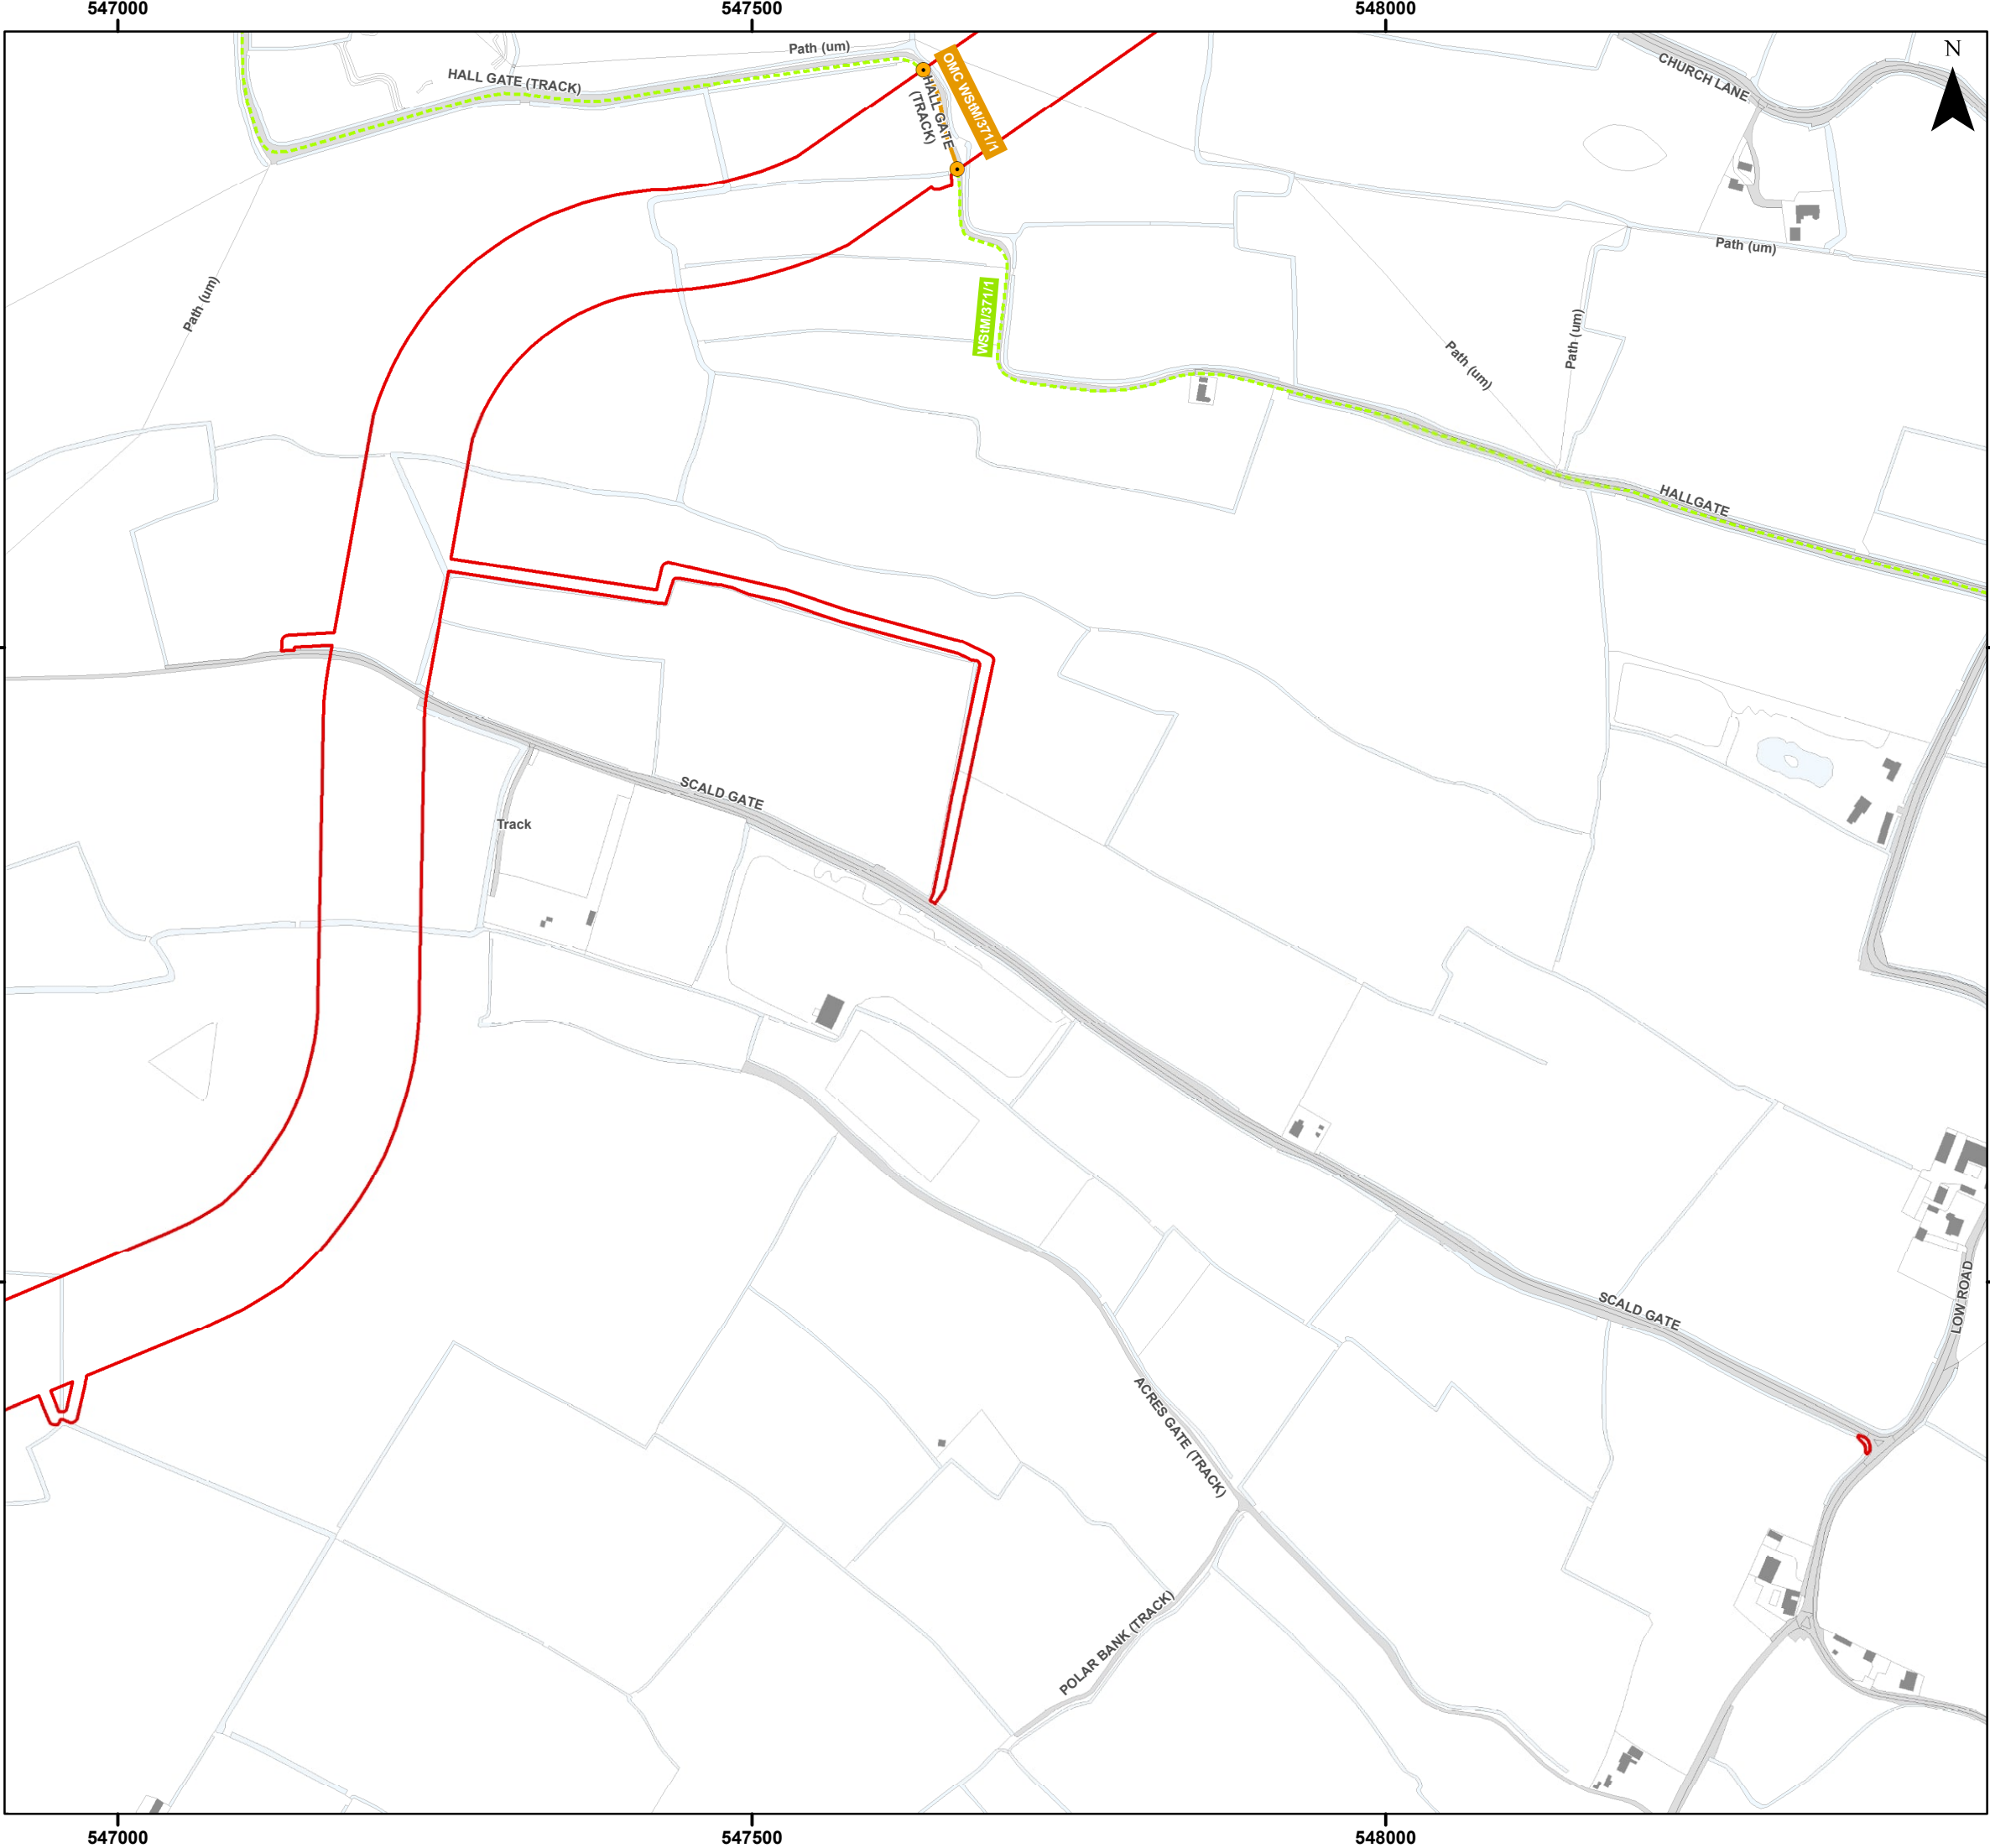 547000
547500
548000
Path (um)
HALL GATE (TRACK)
HALL GATE
(TRACK)
OMC WStM/371/1
CHURCH LANE
N
Path (um)
Path (um)
WStM/371/1
Path (um)
Path (um)
HALLGATE
SCALD GATE
Track
SCALD GATE
LOW ROAD
ACRES GATE (TRACK)
POLAR BANK (TRACK)
547000
547500
548000